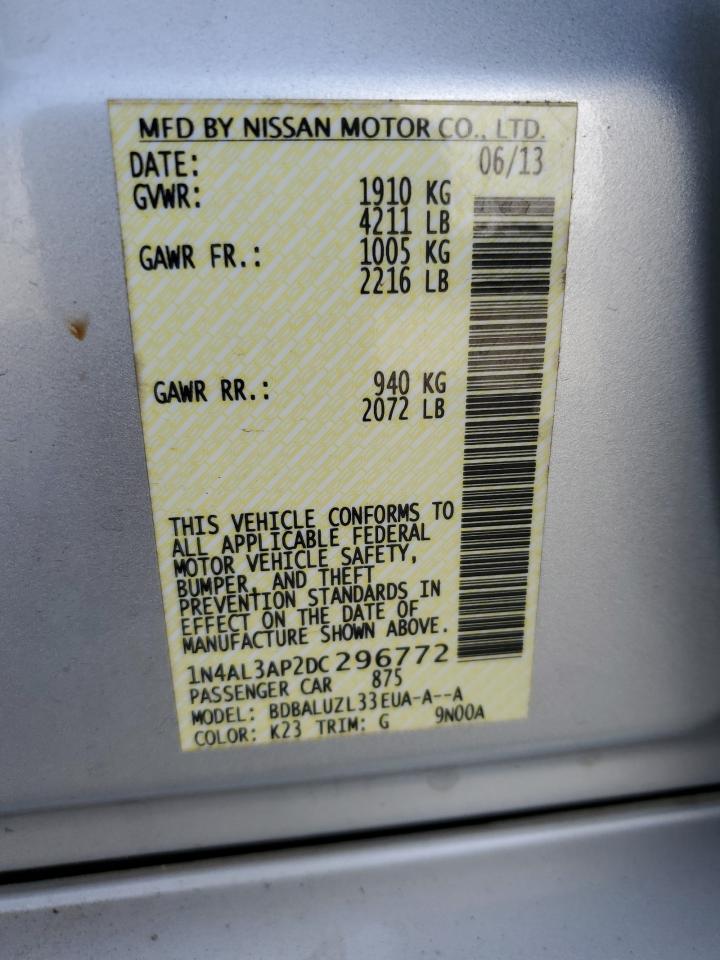 MFD BY NISSAN MOTOR CO., LTD.
DATE: 06/13
GVWR: 1910 KG
4211 LB
GAWR FR.: 1005 KG
2216 LB
GAWR RR.: 940 KG
2072 LB
THIS VEHICLE CONFORMS TO
ALL APPLICABLE FEDERAL
MOTOR VEHICLE SAFETY,
BUMPER, AND THEFT
PREVENTION STANDARDS IN
EFFECT ON THE DATE OF
MANUFACTURE SHOWN ABOVE.
1N4AL3AP2DC296772
PASSENGER CAR 875
MODEL: BDBALUZL33EUA-A--A
COLOR: K23 TRIM: G 9N00A